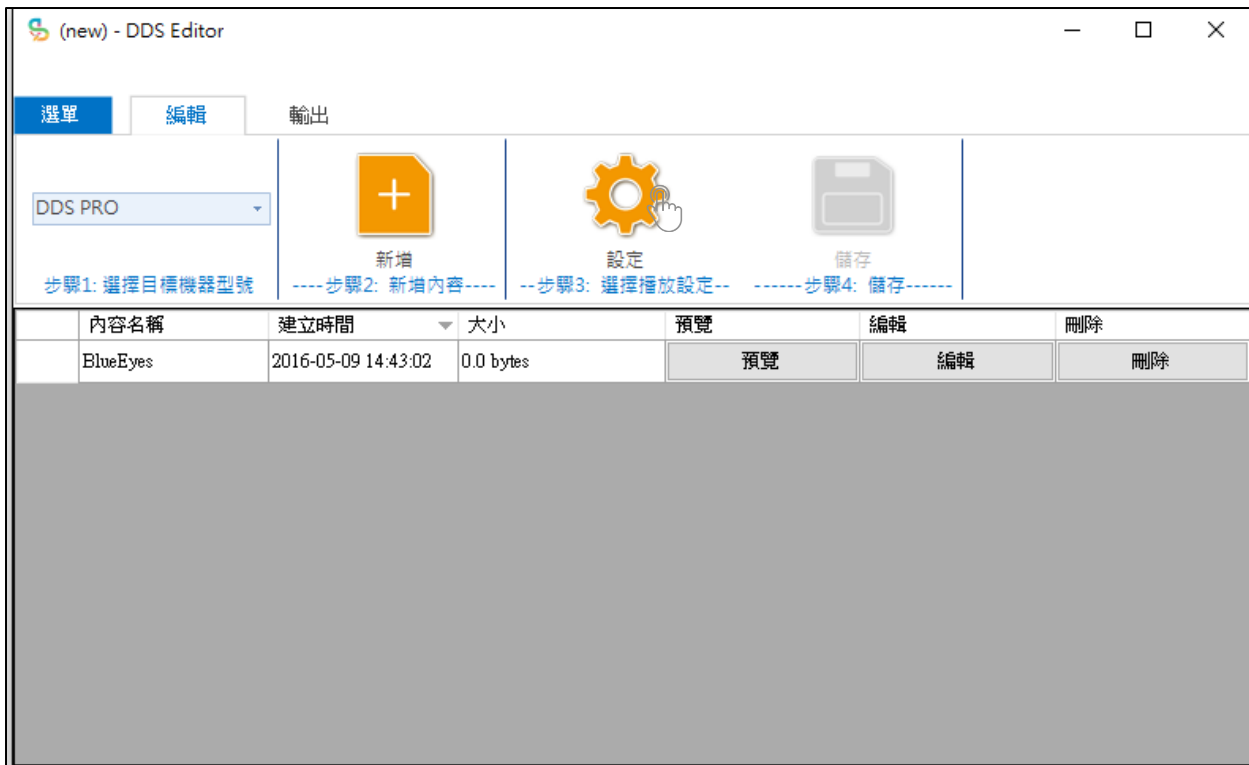 (new) - DDS Editor
選單 編輯 輸出
DDS PRO
新增 設定 儲存
步驟1: 選擇目標機器型號 ----步驟2: 新增內容---- --步驟3: 選擇播放設定-- ------步驟4: 儲存------
內容名稱 建立時間 大小 預覽 編輯 刪除
BlueEyes 2016-05-09 14:43:02 0.0 bytes 預覽 編輯 刪除